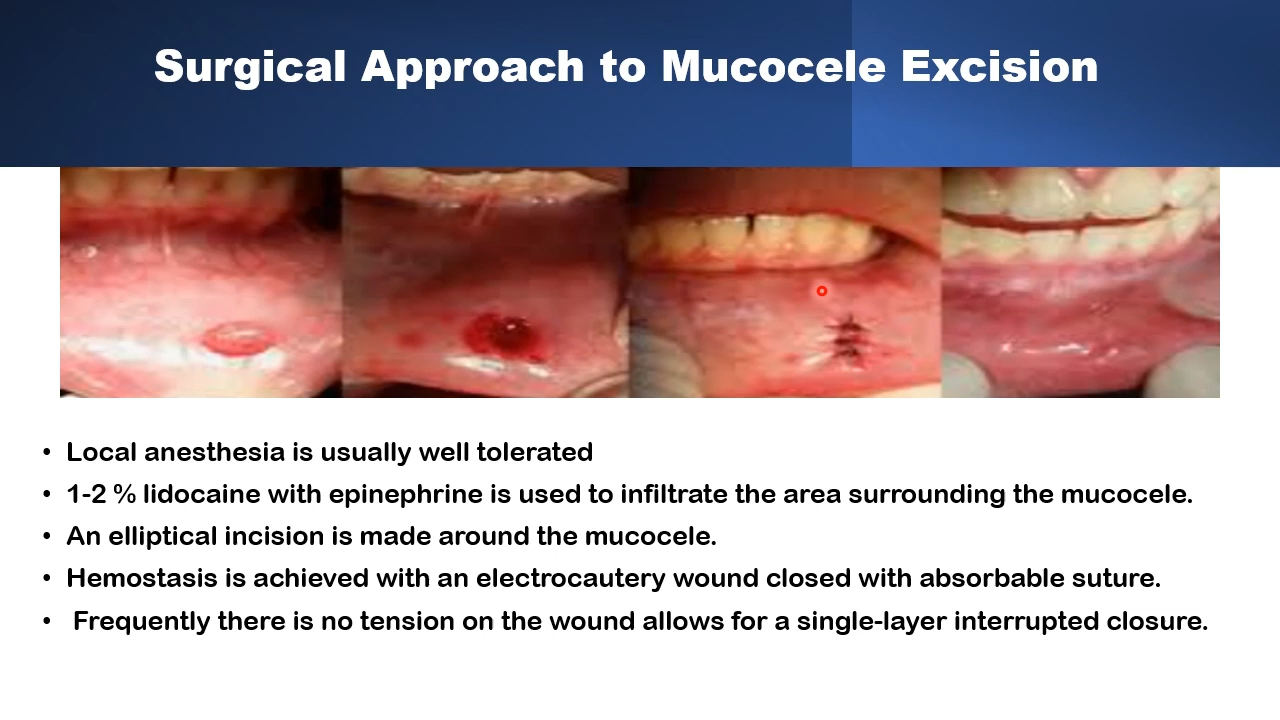 Surgical Approach to Mucocele Excision
• Local anesthesia is usually well tolerated
• 1-2 % lidocaine with epinephrine is used to infiltrate the area surrounding the mucocele.
• An elliptical incision is made around the mucocele.
• Hemostasis is achieved with an electrocautery wound closed with absorbable suture.
• Frequently there is no tension on the wound allows for a single-layer interrupted closure.